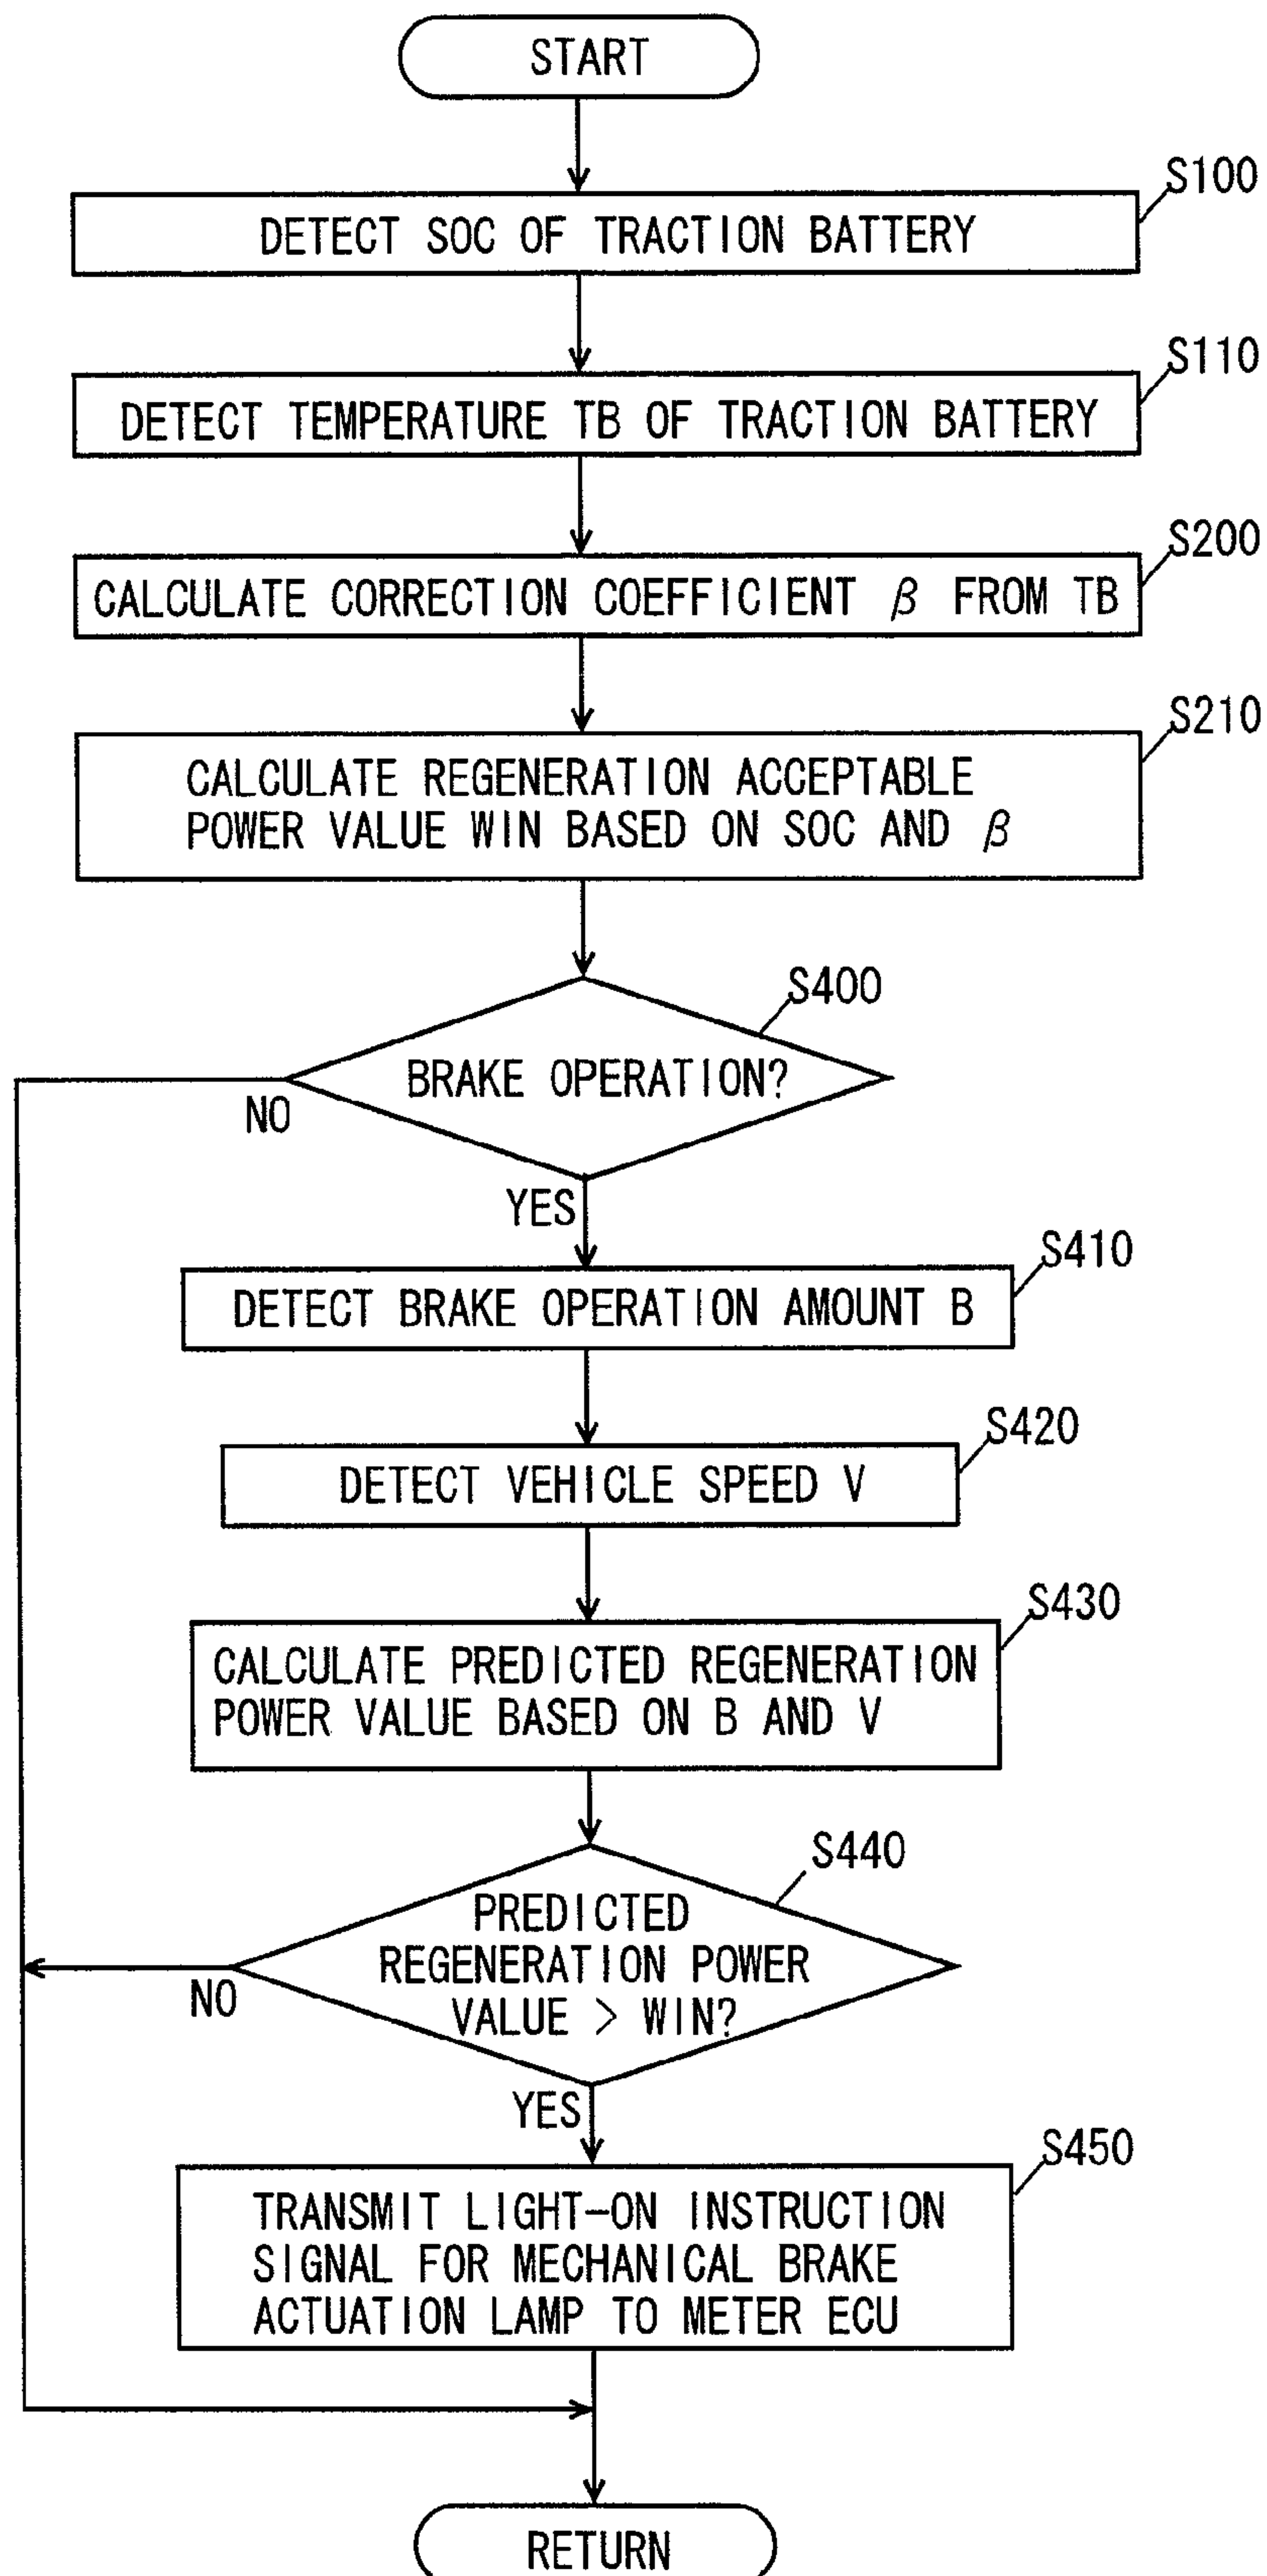 START
S100
DETECT SOC OF TRACTION BATTERY
S110
DETECT TEMPERATURE TB OF TRACTION BATTERY
S200
CALCULATE CORRECTION COEFFICIENT β FROM TB
S210
CALCULATE REGENERATION ACCEPTABLE
POWER VALUE WIN BASED ON SOC AND β
S400
BRAKE OPERATION?
NO
YES
S410
DETECT BRAKE OPERATION AMOUNT B
S420
DETECT VEHICLE SPEED V
S430
CALCULATE PREDICTED REGENERATION
POWER VALUE BASED ON B AND V
S440
PREDICTED
REGENERATION POWER
VALUE > WIN?
NO
YES
S450
TRANSMIT LIGHT-ON INSTRUCTION
SIGNAL FOR MECHANICAL BRAKE
ACTUATION LAMP TO METER ECU
RETURN